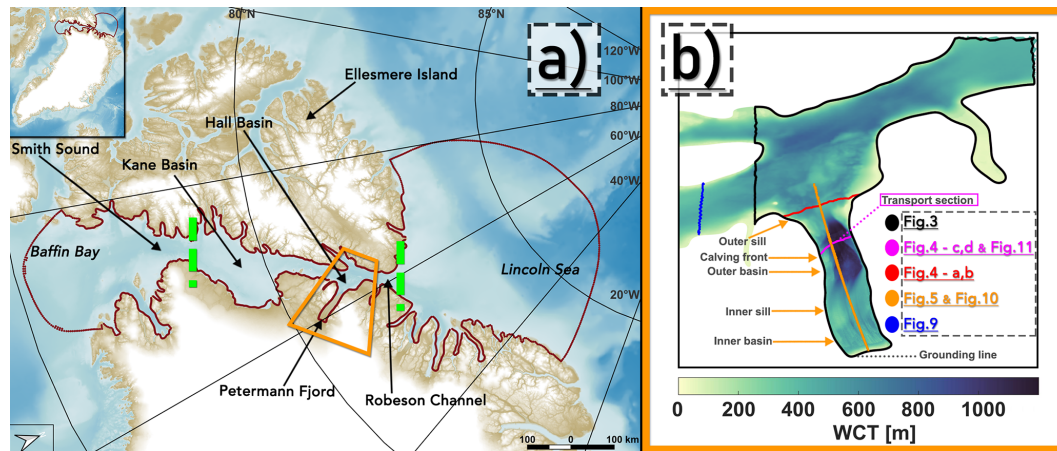 80°N
85°N
a)
120°W
100°W
80°W
60°W
40°W
20°W
Ellesmere Island
Hall Basin
Smith Sound
Kane Basin
Baffin Bay
Lincoln Sea
Petermann Fjord
Robeson Channel
100 0 100 km
b)
Transport section
Outer sill
Calving front
Outer basin
Inner sill
Inner basin
Grounding line
Fig.3
Fig.4 - c,d & Fig.11
Fig.4 - a,b
Fig.5 & Fig.10
Fig.9
0 200 400 600 800 1000
WCT [m]